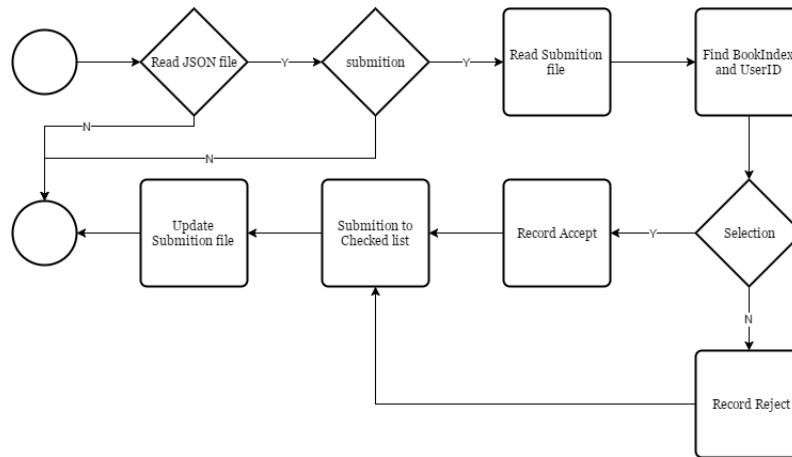 Read JSON file
Y
submition
Y
Read Submition
file
Find BookIndex
and UserID
N
N
Update
Submition file
Submition to
Checked list
Record Accept
Y
Selection
N
Record Reject